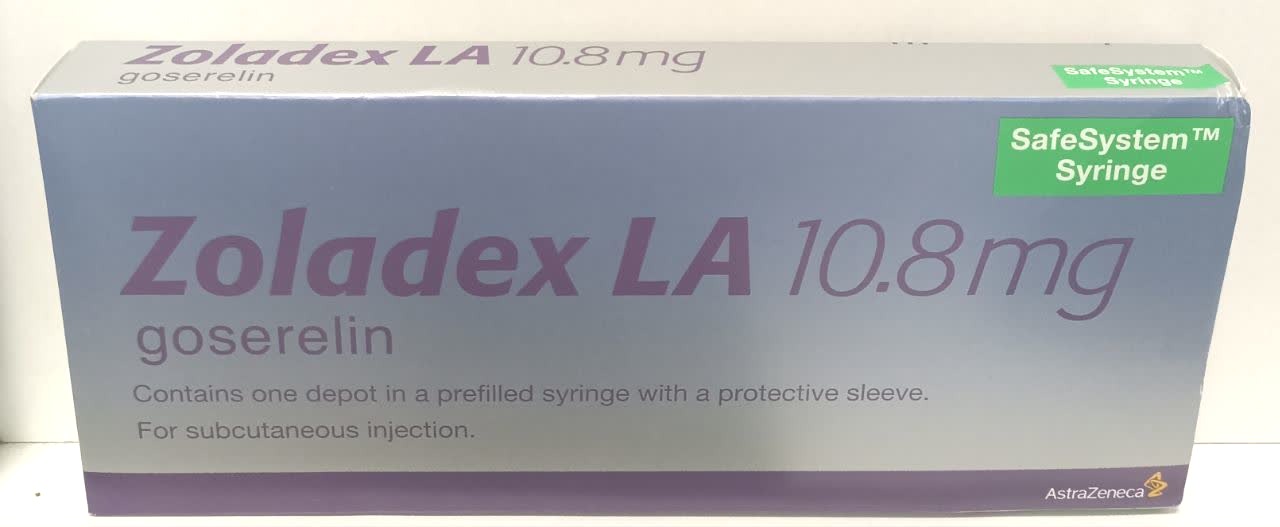 Zoladex LA 10.8mg
goserelin
SafeSystem™
Syringe
SafeSystem™
Syringe
Zoladex LA 10.8mg
goserelin
Contains one depot in a prefilled syringe with a protective sleeve.
For subcutaneous injection.
AstraZeneca